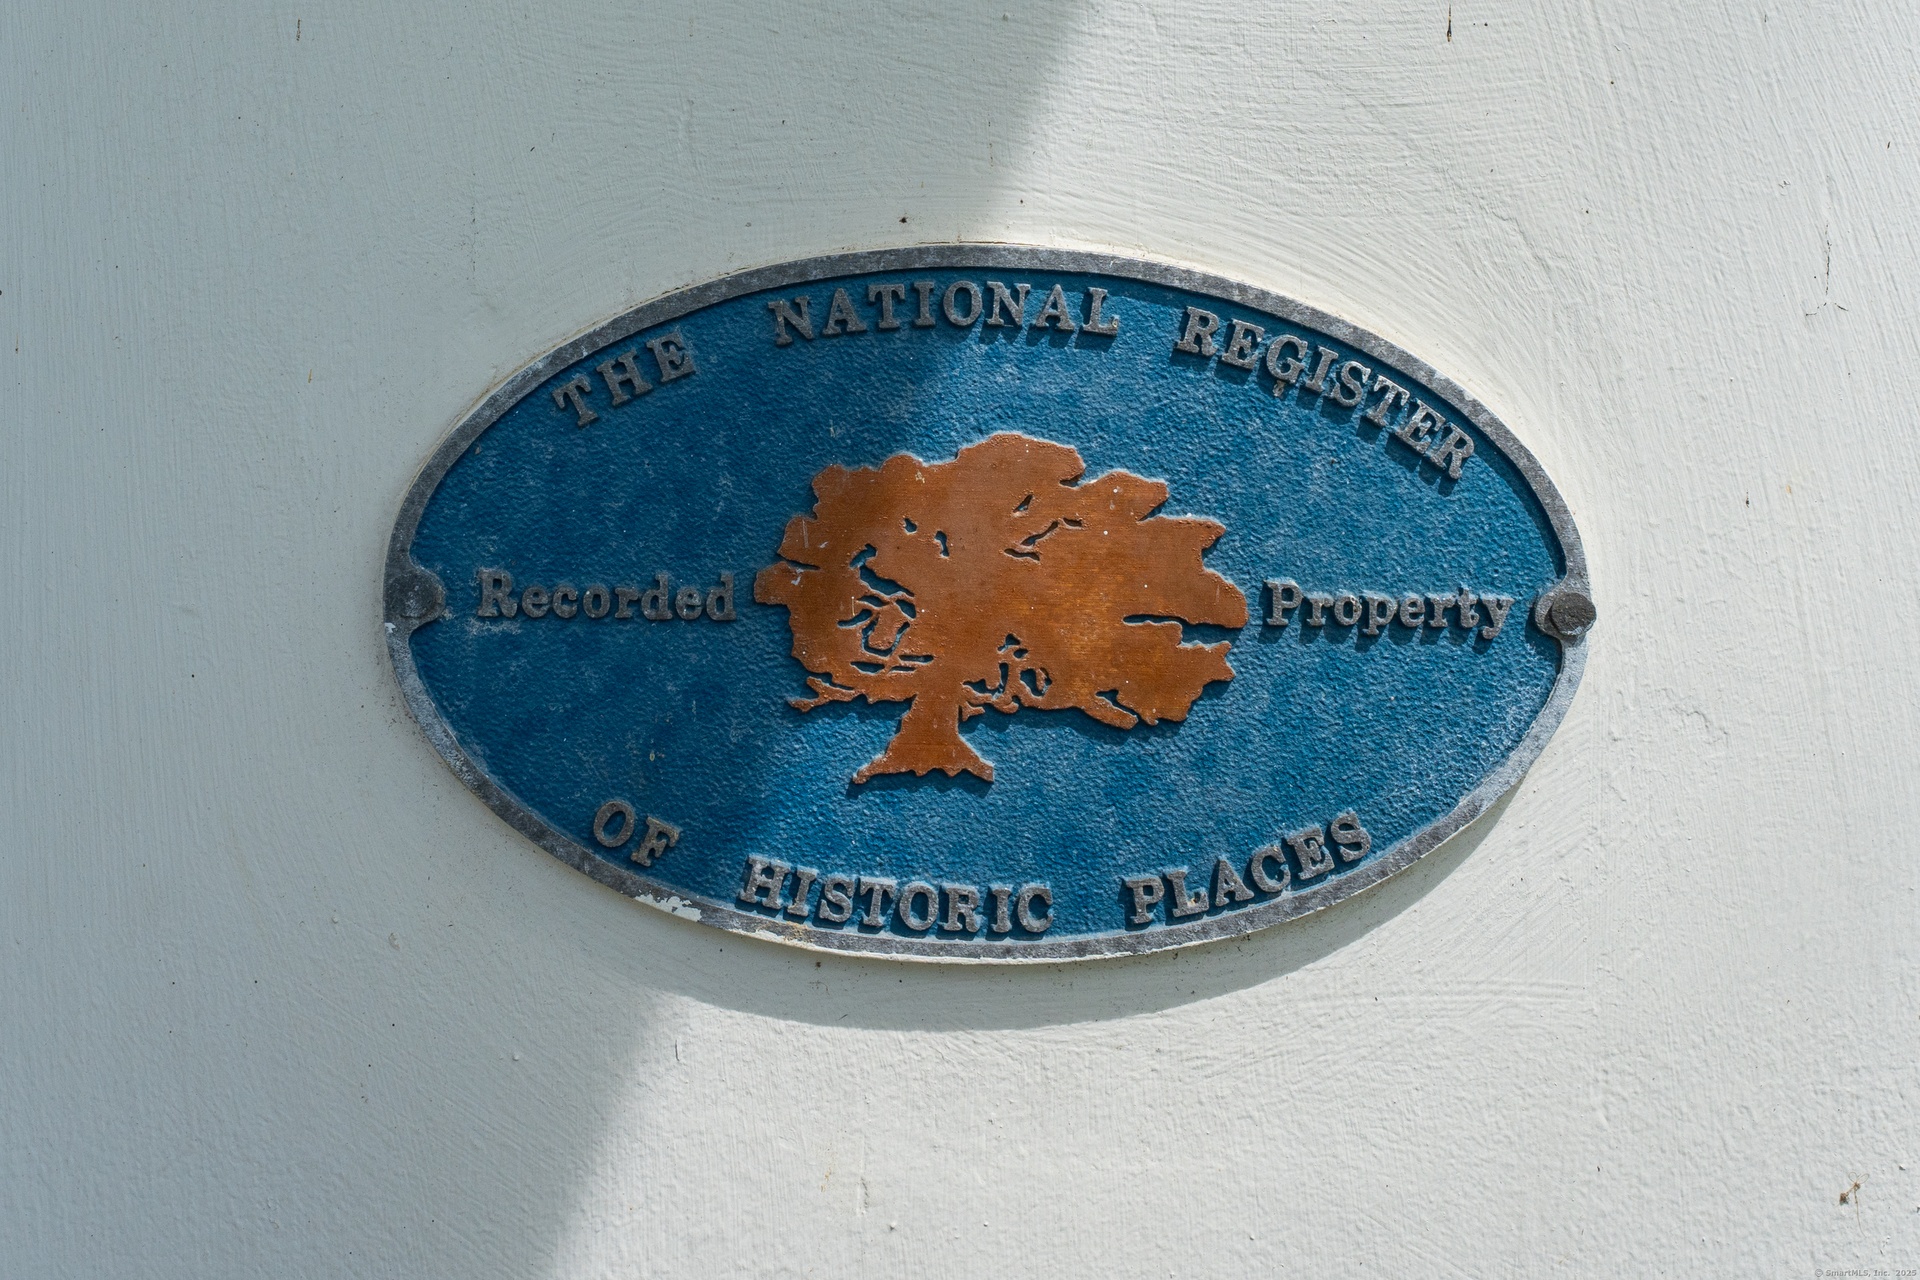 THE NATIONAL REGISTER
Recorded Property
OF HISTORIC PLACES
© SmartMLS, Inc. 2025